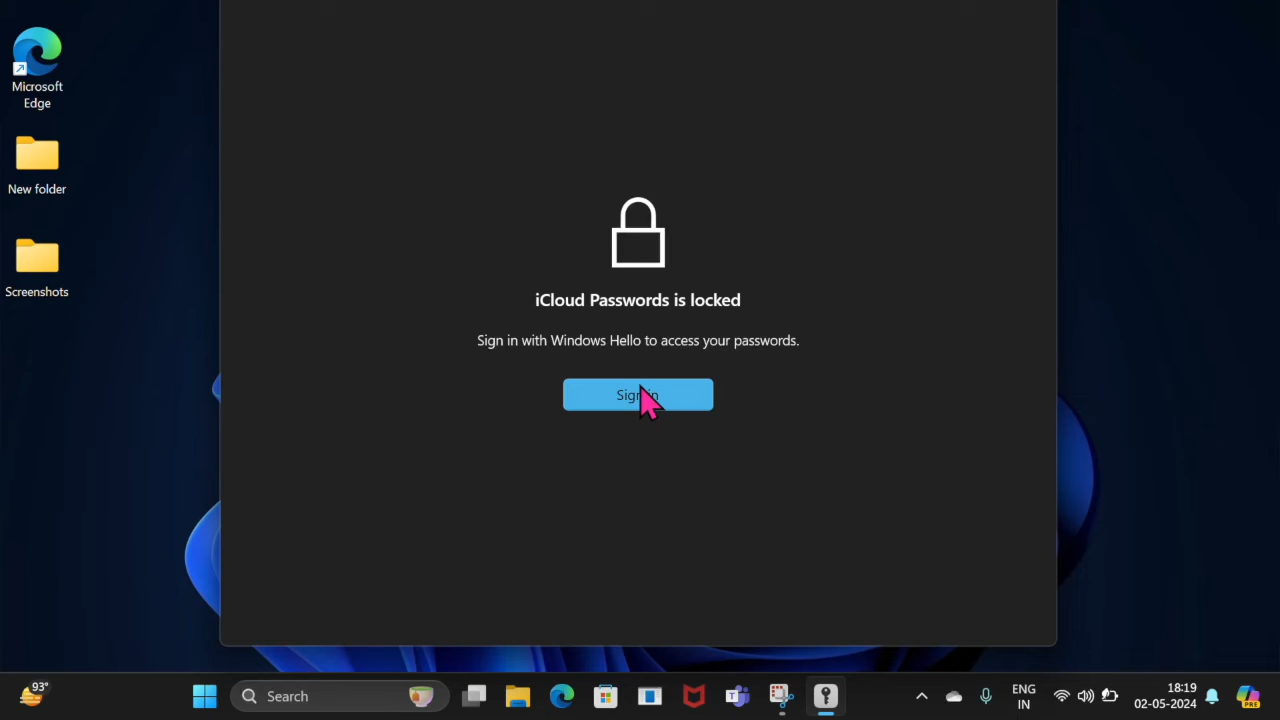 Microsoft
Edge
New folder
Screenshots
iCloud Passwords is locked
Sign in with Windows Hello to access your passwords.
Sign in
93°
Search
ENG
IN
18:19
02-05-2024
PRE